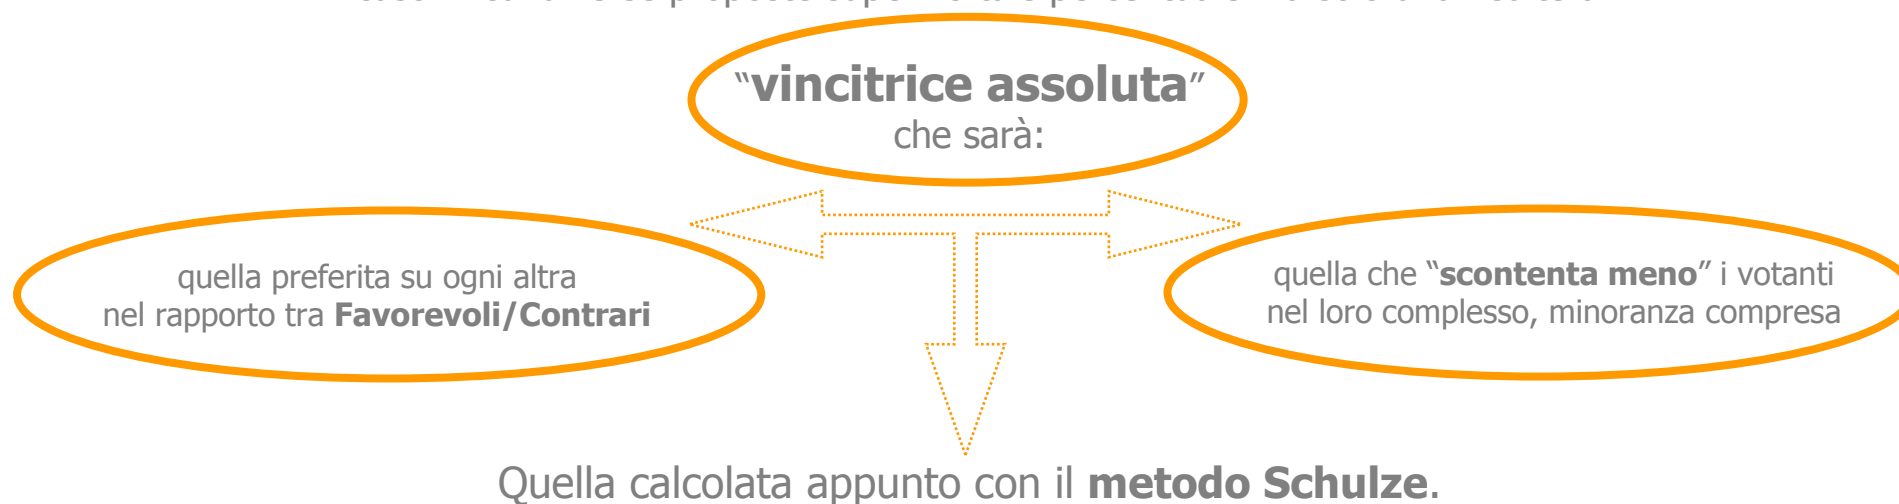 “vincitrice assoluta”
che sarà:
quella preferita su ogni altra
nel rapporto tra Favorevoli/Contrari
quella che “scontenta meno” i votanti
nel loro complesso, minoranza compresa
Quella calcolata appunto con il metodo Schulze.